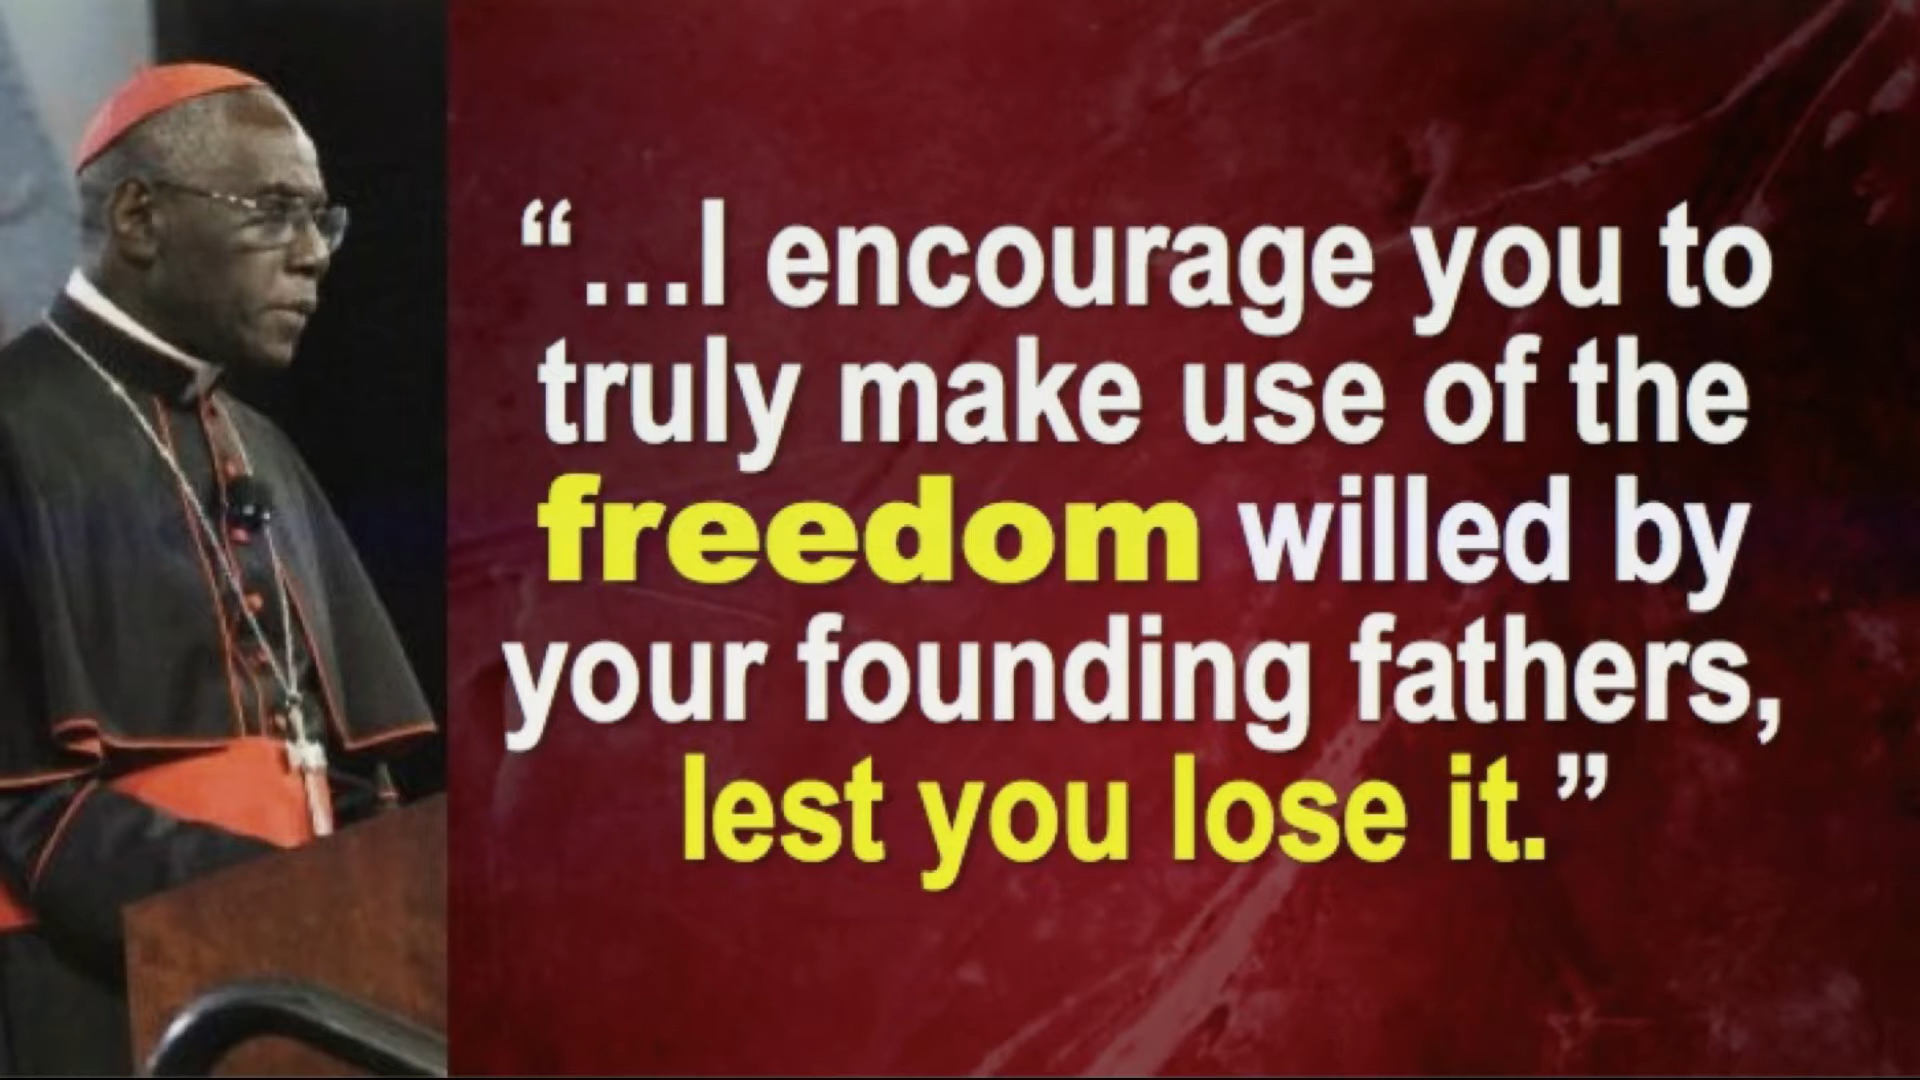 “…I encourage you to
truly make use of the
freedom willed by
your founding fathers,
lest you lose it.”